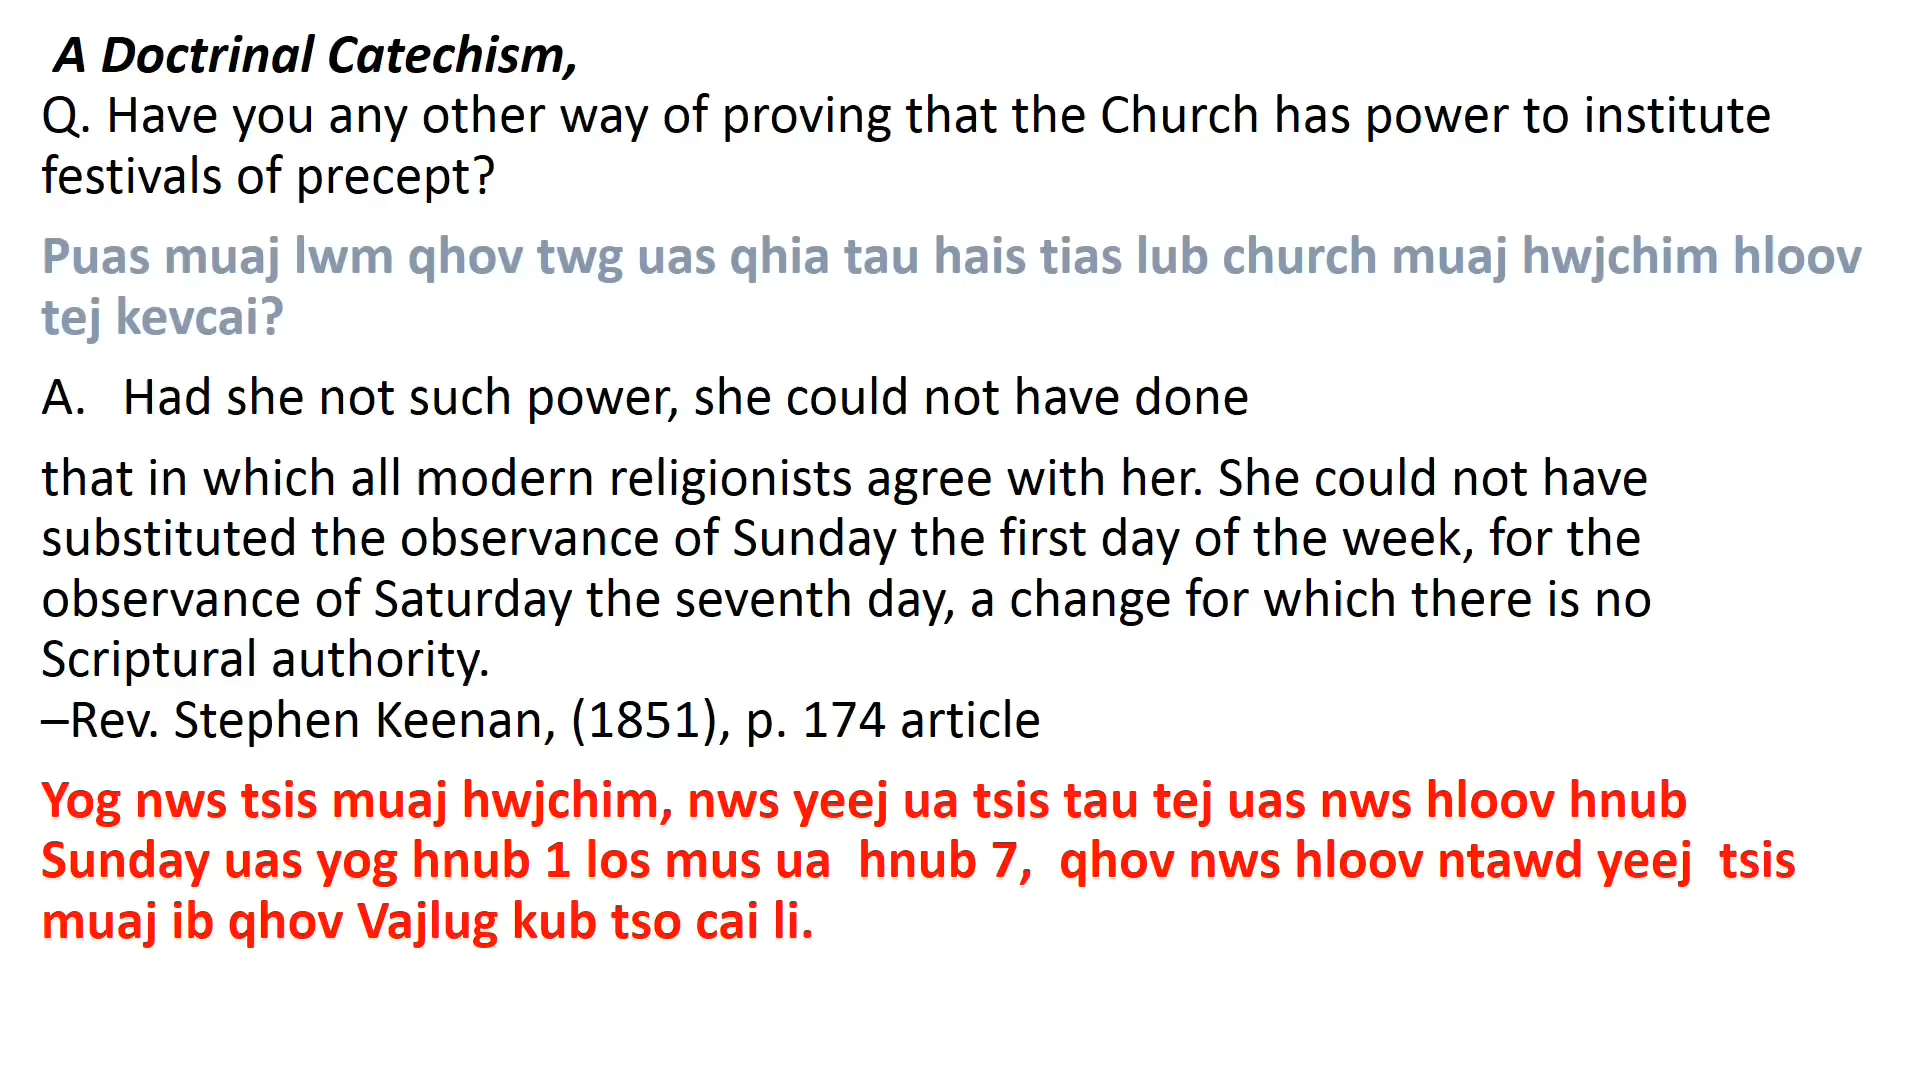 A Doctrinal Catechism,
Q. Have you any other way of proving that the Church has power to institute
festivals of precept?
Puas muaj lwm qhov twg uas qhia tau hais tias lub church muaj hwjchim hloov
tej kevcai?
A. Had she not such power, she could not have done
that in which all modern religionists agree with her. She could not have
substituted the observance of Sunday the first day of the week, for the
observance of Saturday the seventh day, a change for which there is no
Scriptural authority.
–Rev. Stephen Keenan, (1851), p. 174 article
Yog nws tsis muaj hwjchim, nws yeej ua tsis tau tej uas nws hloov hnub
Sunday uas yog hnub 1 los mus ua hnub 7, qhov nws hloov ntawd yeej tsis
muaj ib qhov Vajlug kub tso cai li.